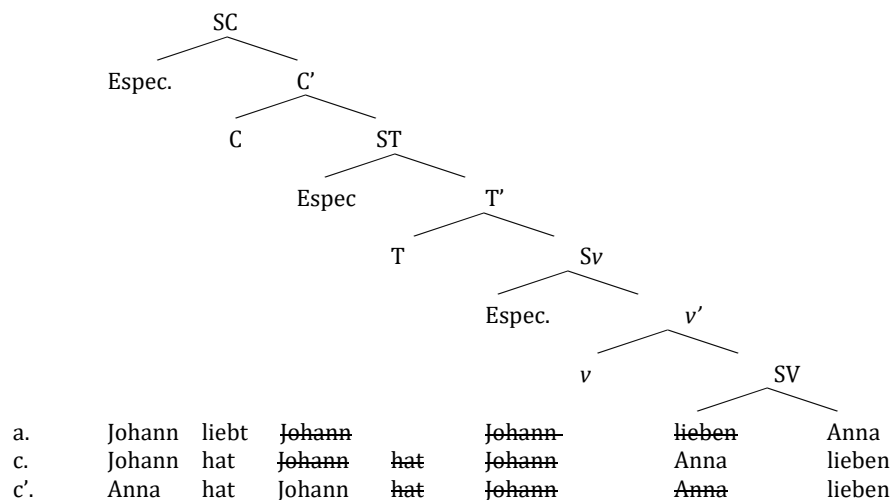 SC
Espec. C’
C ST
Espec T’
T Sv
Espec. v’
v SV
a. Johann liebt Johann Johann lieben Anna
c. Johann hat Johann hat Johann Anna lieben
c’. Anna hat Johann hat Johann Anna lieben